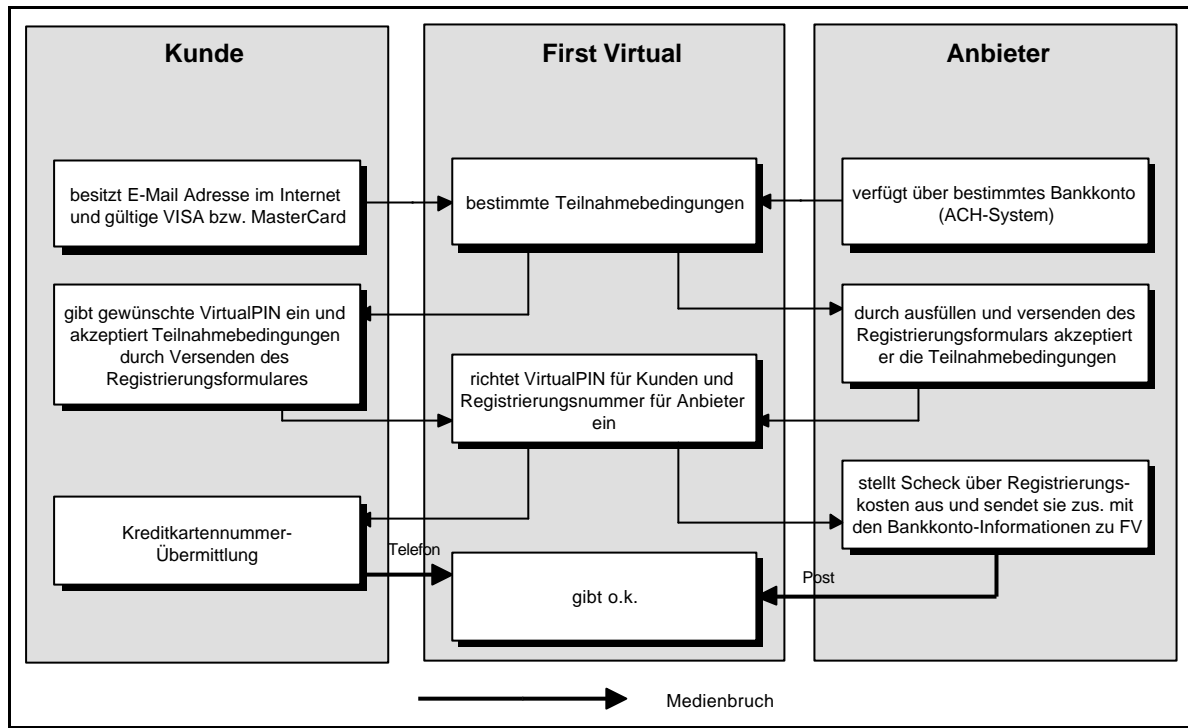 Kunde
First Virtual
Anbieter
besitzt E-Mail Adresse im Internet
und gültige VISA bzw. MasterCard
bestimmte Teilnahmebedingungen
verfügt über bestimmtes Bankkonto
(ACH-System)
gibt gewünschte VirtualPIN ein und
akzeptiert Teilnahmebedingungen
durch Versenden des
Registrierungsformulares
durch ausfüllen und versenden des
Registrierungsformulars akzeptiert
er die Teilnahmebedingungen
richtet VirtualPIN für Kunden und
Registrierungsnummer für Anbieter
ein
stellt Scheck über Registrierungs-
kosten aus und sendet sie zus. mit
den Bankkonto-Informationen zu FV
Kreditkartennummer-
Übermittlung
Telefon
Post
gibt o.k.
Medienbruch